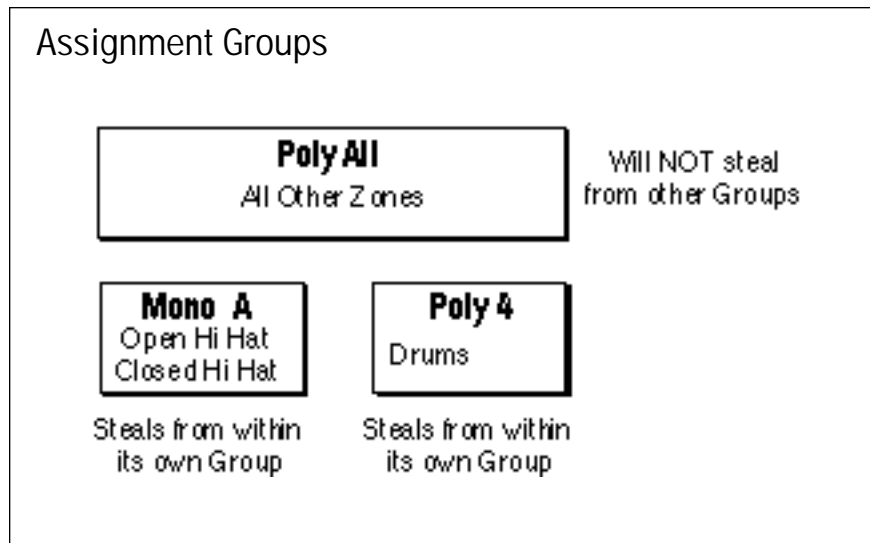 Assignment Groups
Poly All
All Other Zones
Will NOT steal
from other Groups
Mono A
Open Hi Hat
Closed Hi Hat
Poly 4
Drums
Steals from within
its own Group
Steals from within
its own Group